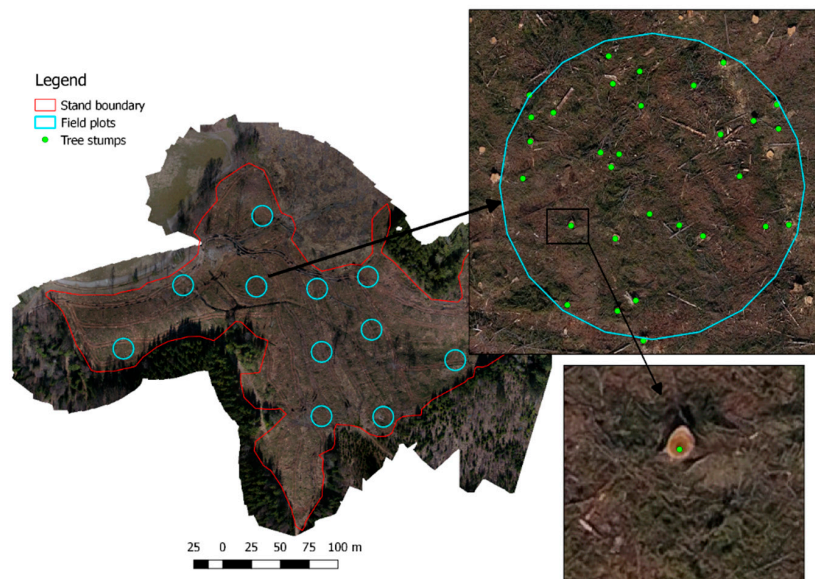 Legend
Stand boundary
Field plots
Tree stumps
25 0 25 50 75 100 m